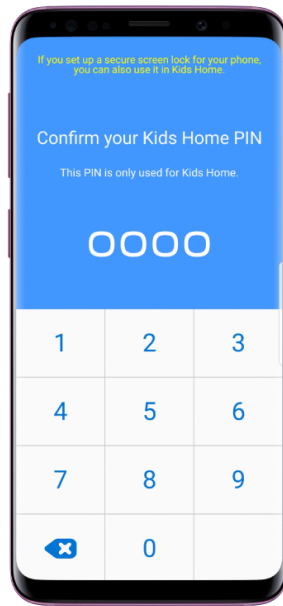 If you set up a secure screen lock for your phone,
you can also use it in Kids Home.
Confirm your Kids Home PIN
This PIN is only used for Kids Home.
1 2 3
4 5 6
7 8 9
0